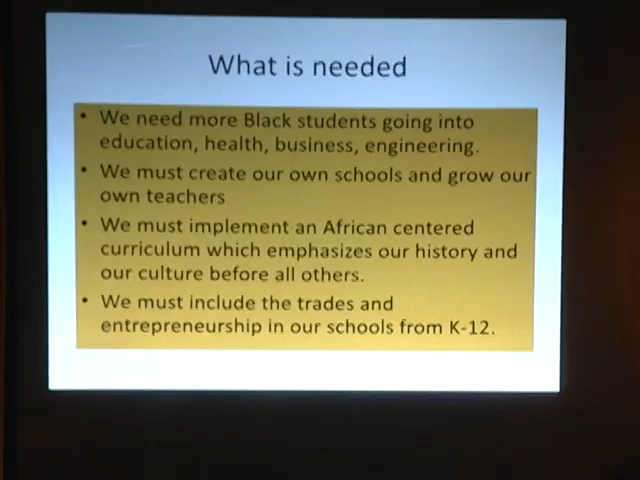 What is needed
• We need more Black students going into
education, health, business, engineering.
• We must create our own schools and grow our
own teachers
• We must implement an African centered
curriculum which emphasizes our history and
our culture before all others.
• We must include the trades and
entrepreneurship in our schools from K-12.